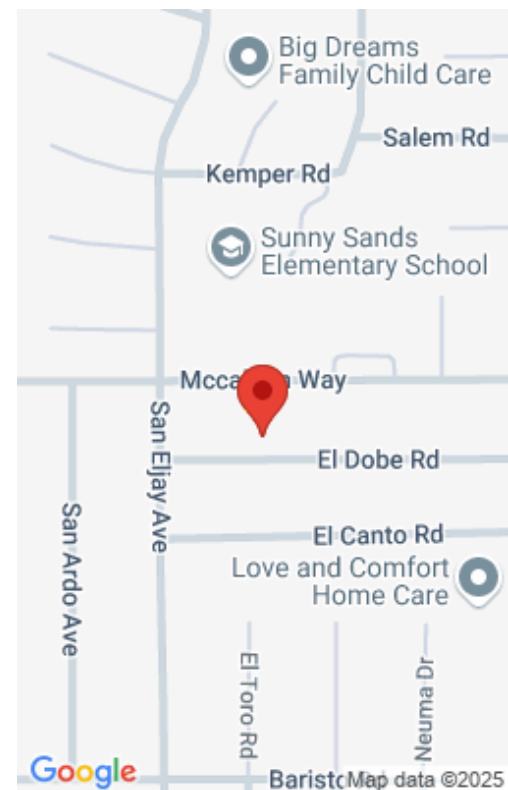 Big Dreams
Family Child Care
Salem Rd
Kemper Rd
Sunny Sands
Elementary School
Way
San Eljay Ave
El Dobe Rd
San Ardo Ave
El Canto Rd
Love and Comfort
Home Care
El Toro Rd
Neuma Dr
Google
Map data ©2025